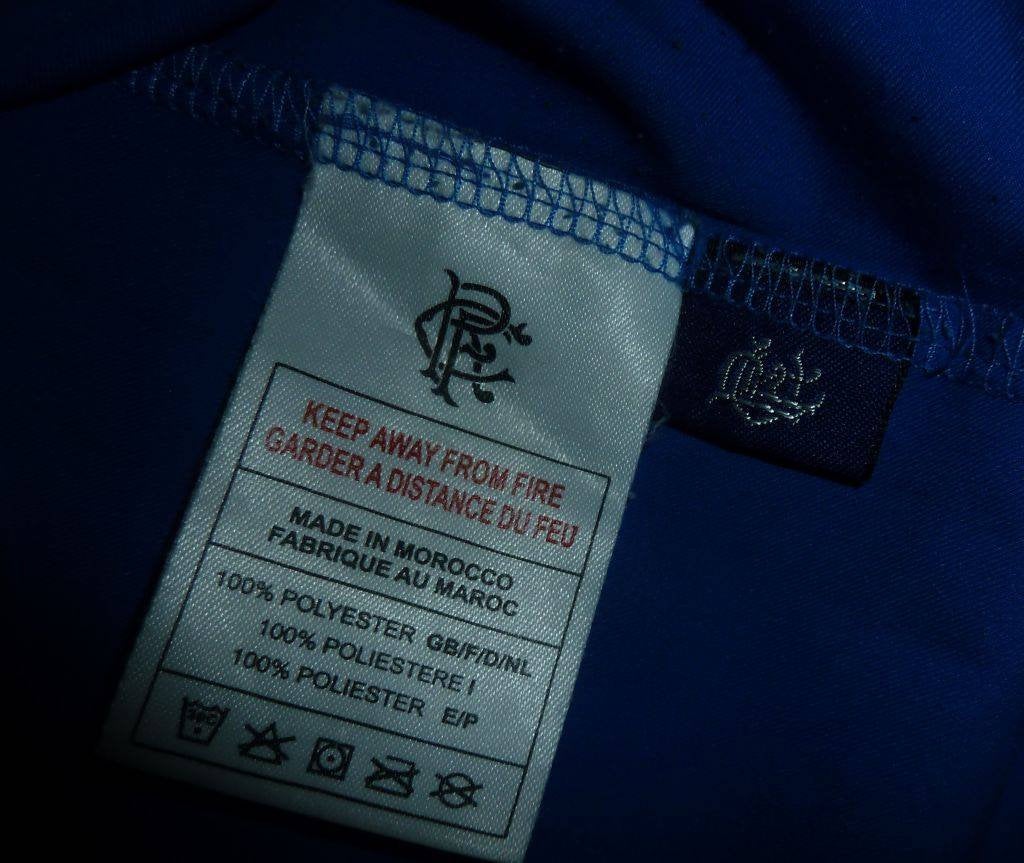 KEEP AWAY FROM FIRE
GARDER A DISTANCE DU FEU
MADE IN MOROCCO
FABRIQUE AU MAROC
100% POLYESTER GB/F/D/NL
100% POLIESTERE I
100% POLIESTER E/P